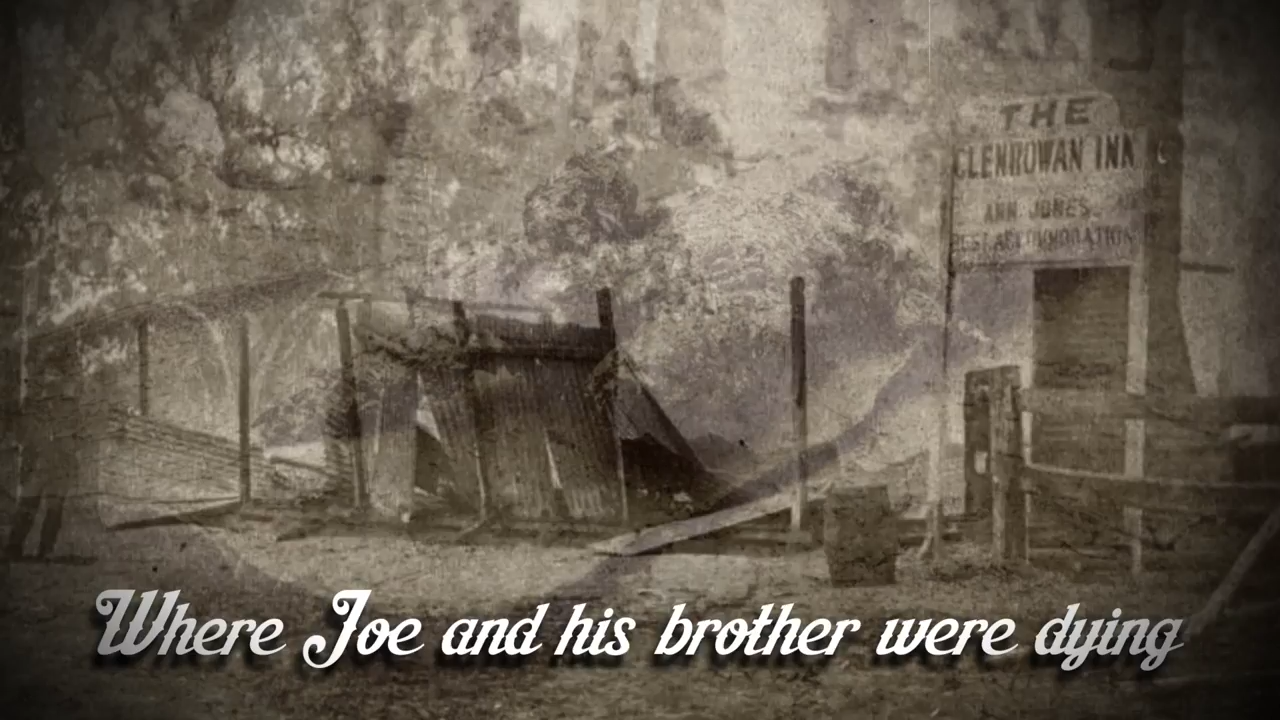 THE
GLENROWAN INN
ANN JONES
BEST ACCOMMODATION
Where Joe and his brother were dying